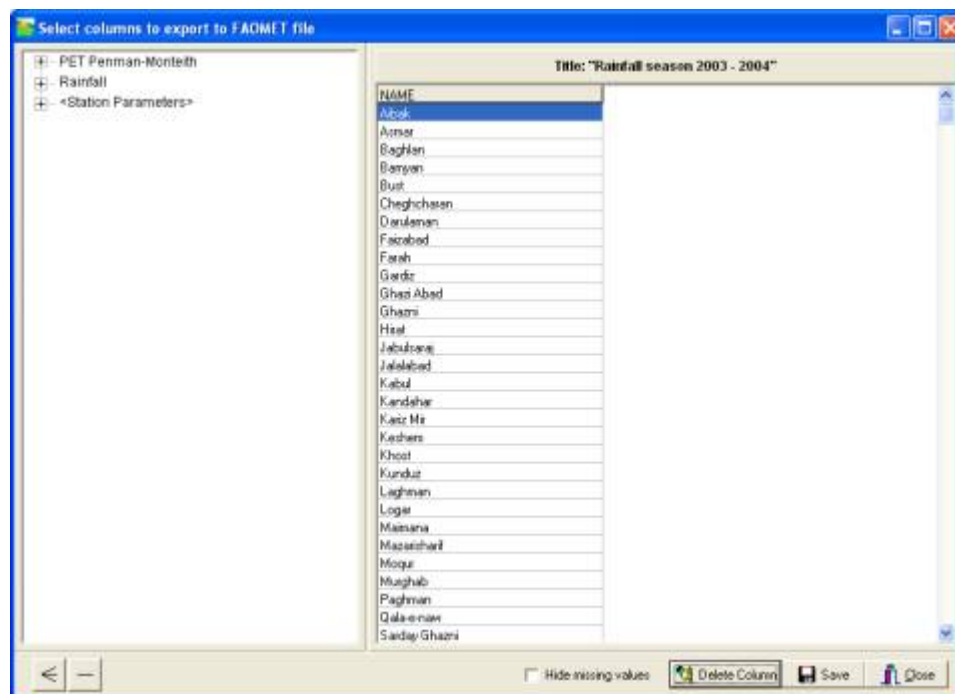 Select columns to export to FAOMET file
PET Penman-Monteith
Rainfall
<Station Parameters>
Title: "Rainfall season 2003 - 2004"
NAME
Aibak
Asmar
Baghlan
Bamyan
Bust
Cheghcharan
Darulaman
Faizabad
Farah
Gardiz
Ghazi Abad
Ghazni
Hirat
Jabulsaraj
Jalalabad
Kabul
Kandahar
Kariz Mir
Keshem
Khost
Kunduz
Laghman
Logar
Maimana
Mazarisharif
Moqur
Murghab
Paghman
Qala-e-naw
Sarday Ghazni
Hide missing values
Delete Column
Save
Close